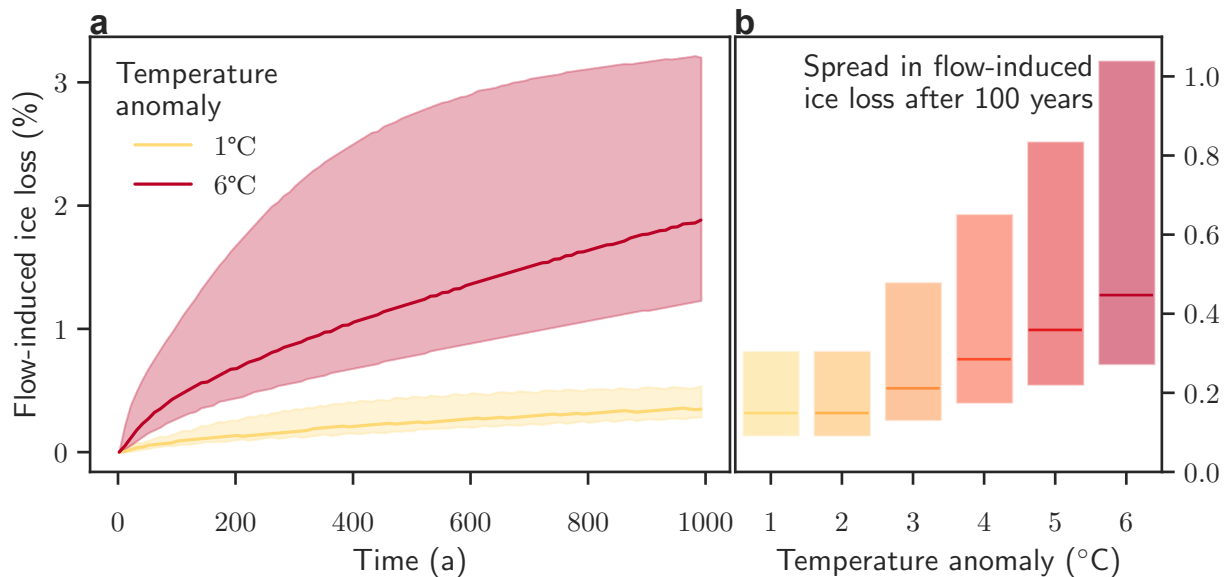 a
Temperature
anomaly
1°C
6°C
Flow-induced ice loss (%)
3
2
1
0
0 200 400 600 800 1000
Time (a)
b
Spread in flow-induced
ice loss after 100 years
1.0
0.8
0.6
0.4
0.2
0.0
1 2 3 4 5 6
Temperature anomaly (°C)